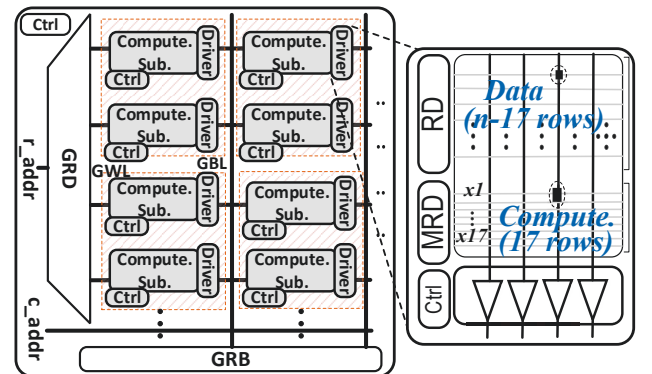 Ctrl
r_addr
GRD
Compute.
Sub.
Ctrl
Driver
Compute.
Sub.
Ctrl
Driver
Compute.
Sub.
Ctrl
Driver
Compute.
Sub.
Ctrl
Driver
GWL
GBL
Compute.
Sub.
Ctrl
Driver
Compute.
Sub.
Ctrl
Driver
Compute.
Sub.
Ctrl
Driver
Compute.
Sub.
Ctrl
Driver
c_addr
GRB
RD
Data
(n-17 rows)
MRD
x1
x17
Compute.
(17 rows)
Ctrl